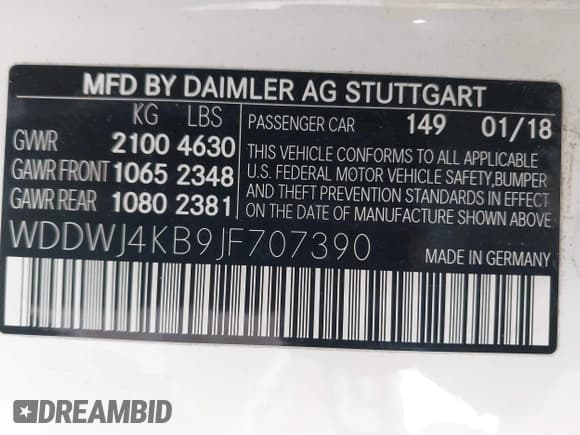 MFD BY DAIMLER AG STUTTGART
KG LBS
GVWR 2100 4630
GAWR FRONT 1065 2348
GAWR REAR 1080 2381
PASSENGER CAR 149 01/18
THIS VEHICLE CONFORMS TO ALL APPLICABLE
U.S. FEDERAL MOTOR VEHICLE SAFETY,BUMPER
AND THEFT PREVENTION STANDARDS IN EFFECT
ON THE DATE OF MANUFACTURE SHOWN ABOVE.
WDDWJ4KB9JF707390 MADE IN GERMANY
DREAMBID